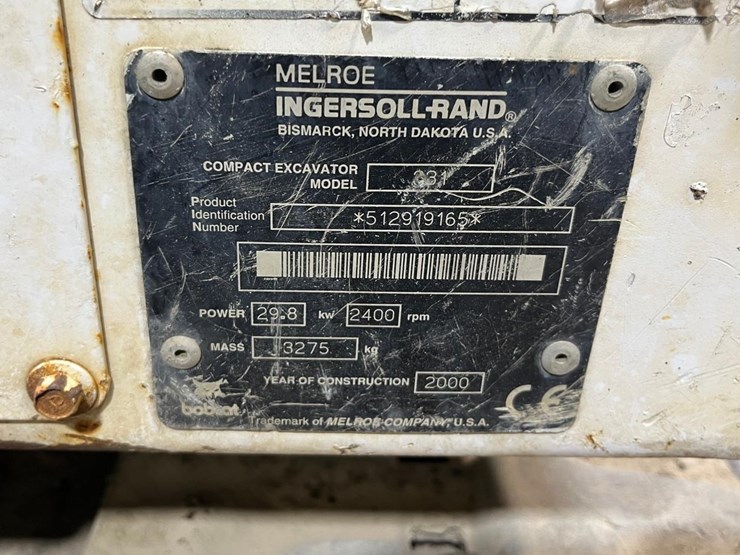 MELROE
INGERSOLL-RAND®
BISMARCK, NORTH DAKOTA U.S.A.
COMPACT EXCAVATOR
MODEL 331
Product
Identification
Number *512919165*
POWER 29.8 kw 2400 rpm
MASS 3275 kg
YEAR OF CONSTRUCTION 2000
bobcat CE
Trademark of MELROE COMPANY, U.S.A.